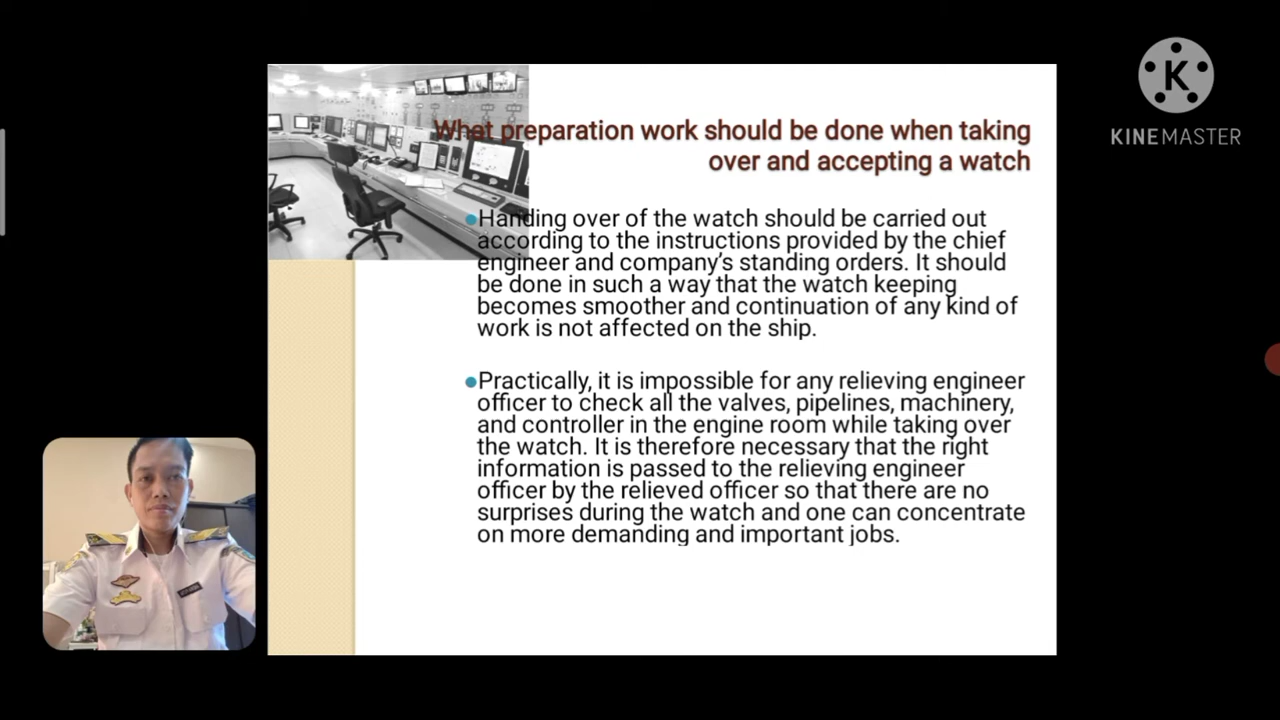 KINEMASTER
What preparation work should be done when taking
over and accepting a watch
Handing over of the watch should be carried out
according to the instructions provided by the chief
engineer and company's standing orders. It should
be done in such a way that the watch keeping
becomes smoother and continuation of any kind of
work is not affected on the ship.
Practically, it is impossible for any relieving engineer
officer to check all the valves, pipelines, machinery,
and controller in the engine room while taking over
the watch. It is therefore necessary that the right
information is passed to the relieving engineer
officer by the relieved officer so that there are no
surprises during the watch and one can concentrate
on more demanding and important jobs.